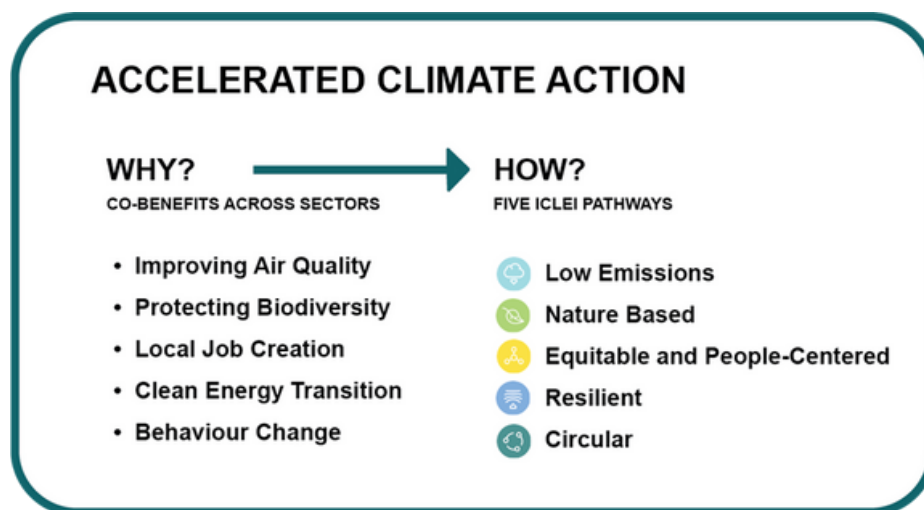 ACCELERATED CLIMATE ACTION
WHY?
CO-BENEFITS ACROSS SECTORS
• Improving Air Quality
• Protecting Biodiversity
• Local Job Creation
• Clean Energy Transition
• Behaviour Change
HOW?
FIVE ICLEI PATHWAYS
Low Emissions
Nature Based
Equitable and People-Centered
Resilient
Circular